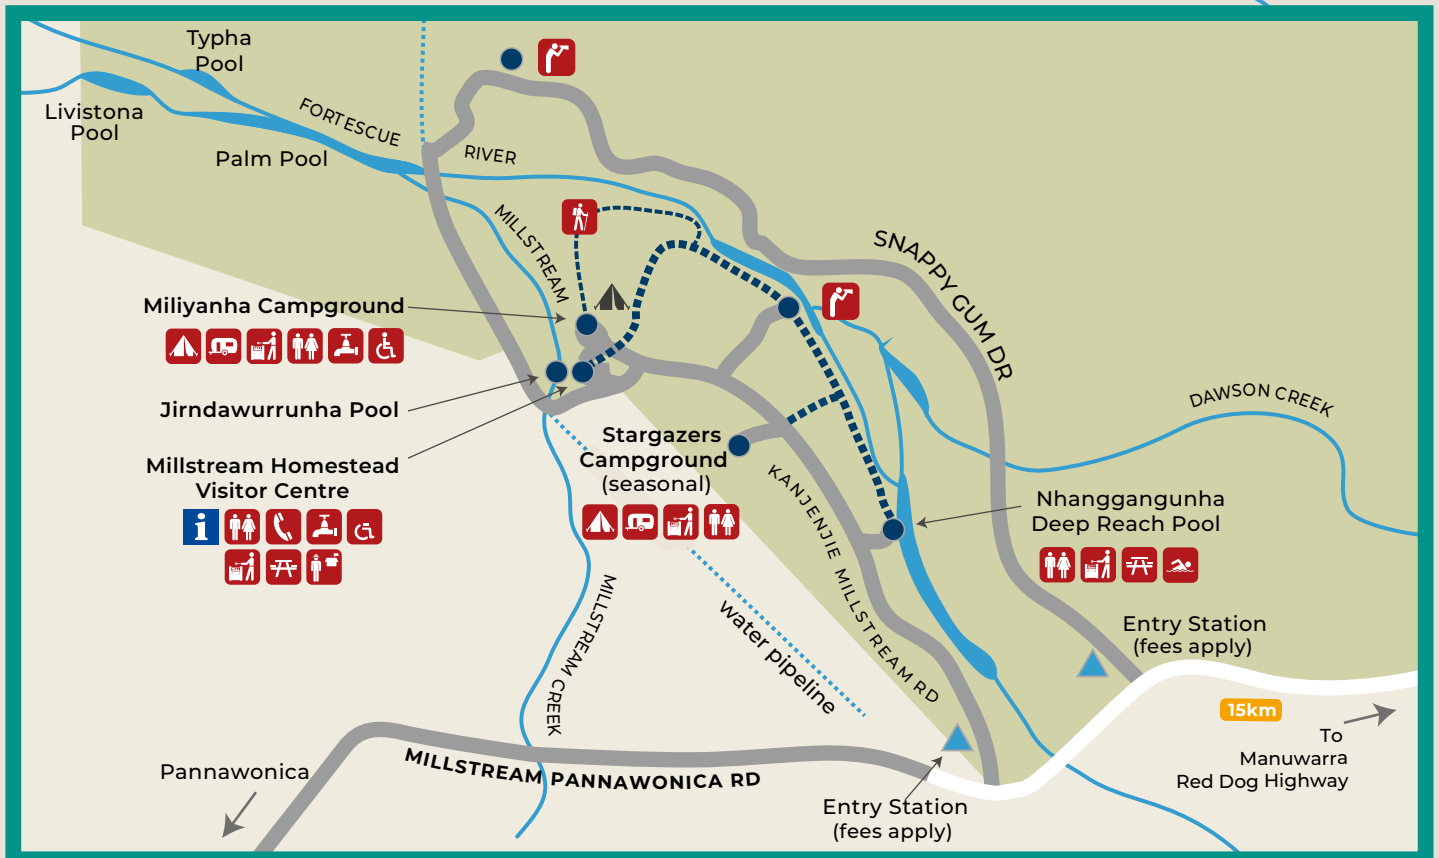 Typha
Pool
Livistona
Pool
FORTESCUE
RIVER
Palm Pool
MILLSTREAM
SNAPPY GUM DR
Miliyanha Campground
DAWSON CREEK
Jirndawurrunha Pool
Stargazers
Campground
(seasonal)
Millstream Homestead
Visitor Centre
i
KANJENJIE MILLSTREAM RD
Nhanggangunha
Deep Reach Pool
MILLSTREAM CREEK
water pipeline
Entry Station
(fees apply)
15km
To
Manuwarra
Red Dog Highway
Pannawonica
MILLSTREAM PANNAWONICA RD
Entry Station
(fees apply)